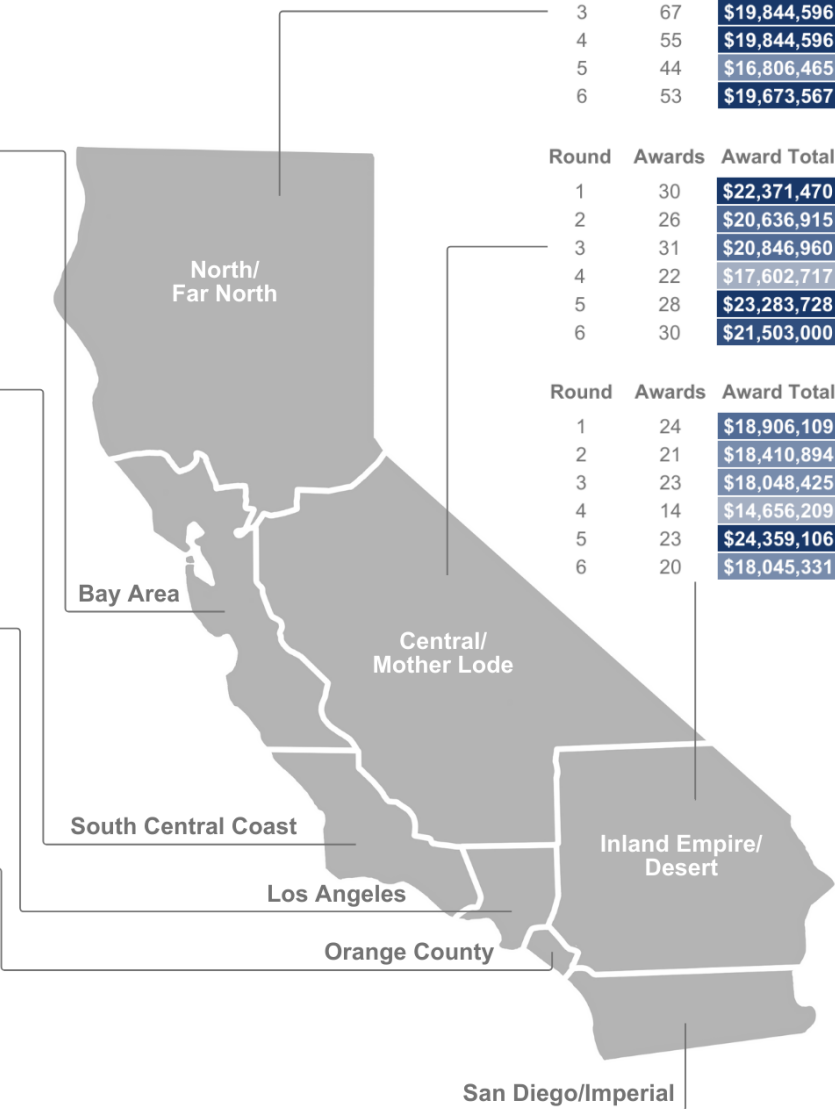 3 67 $19,844,596
4 55 $19,844,596
5 44 $16,806,465
6 53 $19,673,567
Round Awards Award Total
1 30 $22,371,470
2 26 $20,636,915
3 31 $20,846,960
4 22 $17,602,717
5 28 $23,283,728
6 30 $21,503,000
Round Awards Award Total
1 24 $18,906,109
2 21 $18,410,894
3 23 $18,048,425
4 14 $14,656,209
5 23 $24,359,106
6 20 $18,045,331
North/
Far North
Bay Area
Central/
Mother Lode
South Central Coast
Inland Empire/
Desert
Los Angeles
Orange County
San Diego/Imperial